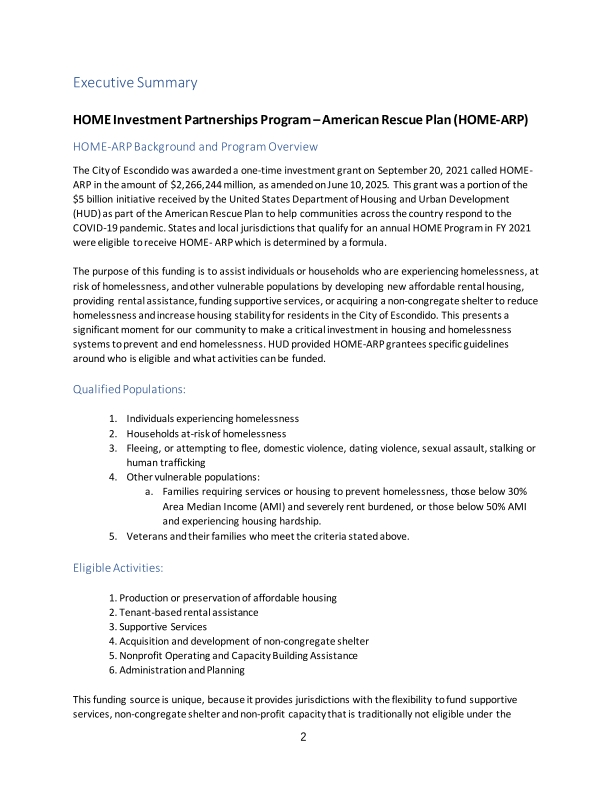 Executive Summary
HOME Investment Partnerships Program – American Rescue Plan (HOME-ARP)
HOME-ARP Background and Program Overview
The City of Escondido was awarded a one-time investment grant on September 20, 2021 called HOME-
ARP in the amount of $2,266,244 million, as amended on June 10, 2025. This grant was a portion of the
$5 billion initiative received by the United States Department of Housing and Urban Development
(HUD) as part of the American Rescue Plan to help communities across the country respond to the
COVID-19 pandemic. States and local jurisdictions that qualify for an annual HOME Program in FY 2021
were eligible to receive HOME- ARP which is determined by a formula.
The purpose of this funding is to assist individuals or households who are experiencing homelessness, at
risk of homelessness, and other vulnerable populations by developing new affordable rental housing,
providing rental assistance, funding supportive services, or acquiring a non-congregate shelter to reduce
homelessness and increase housing stability for residents in the City of Escondido. This presents a
significant moment for our community to make a critical investment in housing and homelessness
systems to prevent and end homelessness. HUD provided HOME-ARP grantees specific guidelines
around who is eligible and what activities can be funded.
Qualified Populations:
1. Individuals experiencing homelessness
2. Households at-risk of homelessness
3. Fleeing, or attempting to flee, domestic violence, dating violence, sexual assault, stalking or
human trafficking
4. Other vulnerable populations:
a. Families requiring services or housing to prevent homelessness, those below 30%
Area Median Income (AMI) and severely rent burdened, or those below 50% AMI
and experiencing housing hardship.
5. Veterans and their families who meet the criteria stated above.
Eligible Activities:
1. Production or preservation of affordable housing
2. Tenant-based rental assistance
3. Supportive Services
4. Acquisition and development of non-congregate shelter
5. Nonprofit Operating and Capacity Building Assistance
6. Administration and Planning
This funding source is unique, because it provides jurisdictions with the flexibility to fund supportive
services, non-congregate shelter and non-profit capacity that is traditionally not eligible under the
2